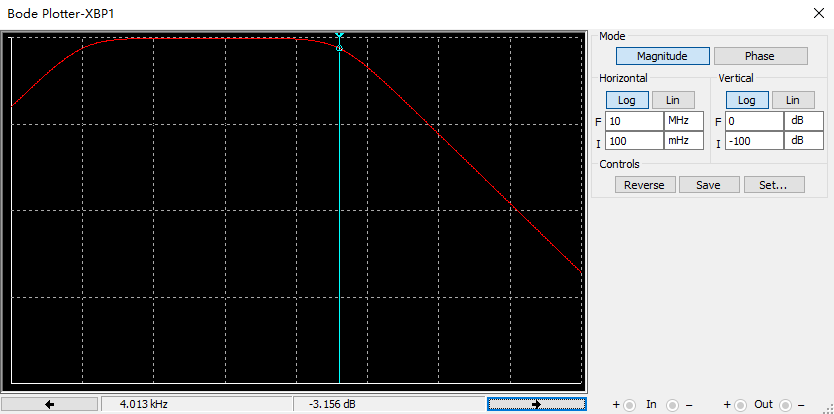 Bode Plotter-XBP1
Mode
Magnitude Phase
Horizontal Vertical
Log Lin Log Lin
F 10 MHz F 0 dB
I 100 mHz I -100 dB
Controls
Reverse Save Set...
4.013 kHz -3.156 dB
+ In - + Out -